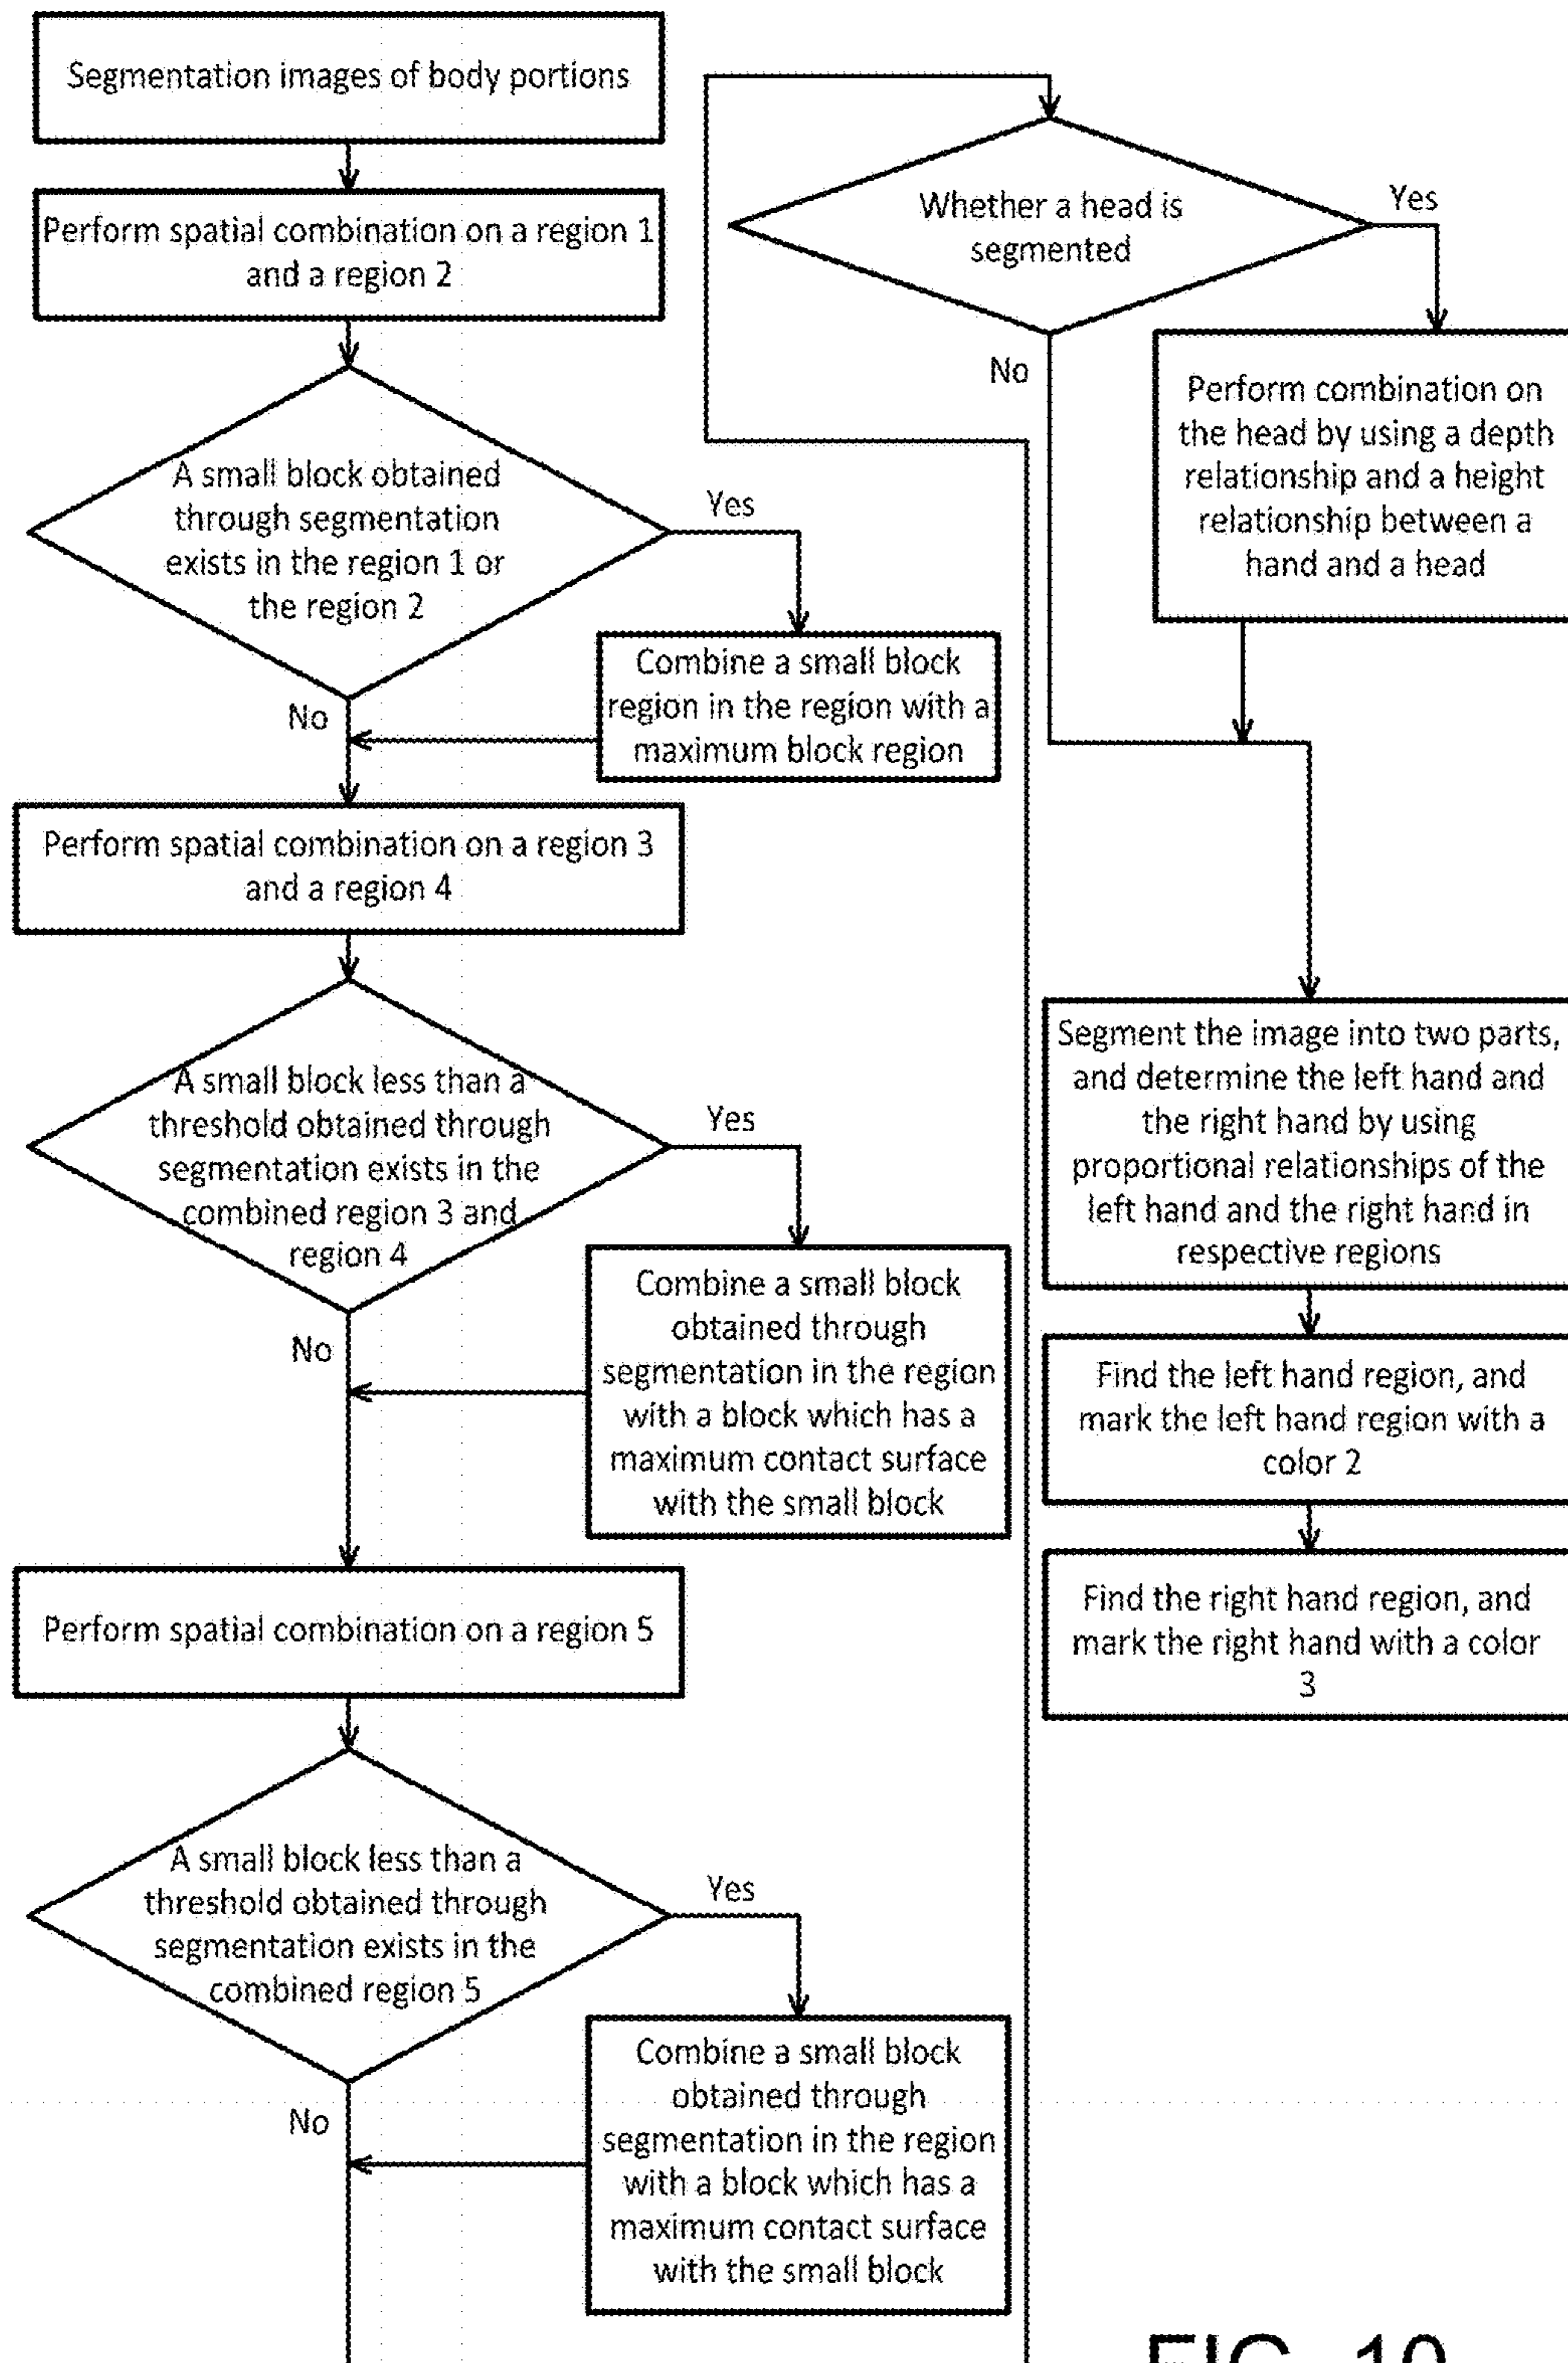 Segmentation images of body portions
Perform spatial combination on a region 1
and a region 2
A small block obtained
through segmentation
exists in the region 1 or
the region 2
Yes
No
Combine a small block
region in the region with a
maximum block region
Perform spatial combination on a region 3
and a region 4
A small block less than a
threshold obtained through
segmentation exists in the
combined region 3 and
region 4
Yes
No
Combine a small block
obtained through
segmentation in the region
with a block which has a
maximum contact surface
with the small block
Perform spatial combination on a region 5
A small block less than a
threshold obtained through
segmentation exists in the
combined region 5
Yes
No
Combine a small block
obtained through
segmentation in the region
with a block which has a
maximum contact surface
with the small block
Whether a head is
segmented
Yes
No
Perform combination on
the head by using a depth
relationship and a height
relationship between a
hand and a head
Segment the image into two parts,
and determine the left hand and
the right hand by using
proportional relationships of the
left hand and the right hand in
respective regions
Find the left hand region, and
mark the left hand region with a
color 2
Find the right hand region, and
mark the right hand with a color
3
FIG. 10